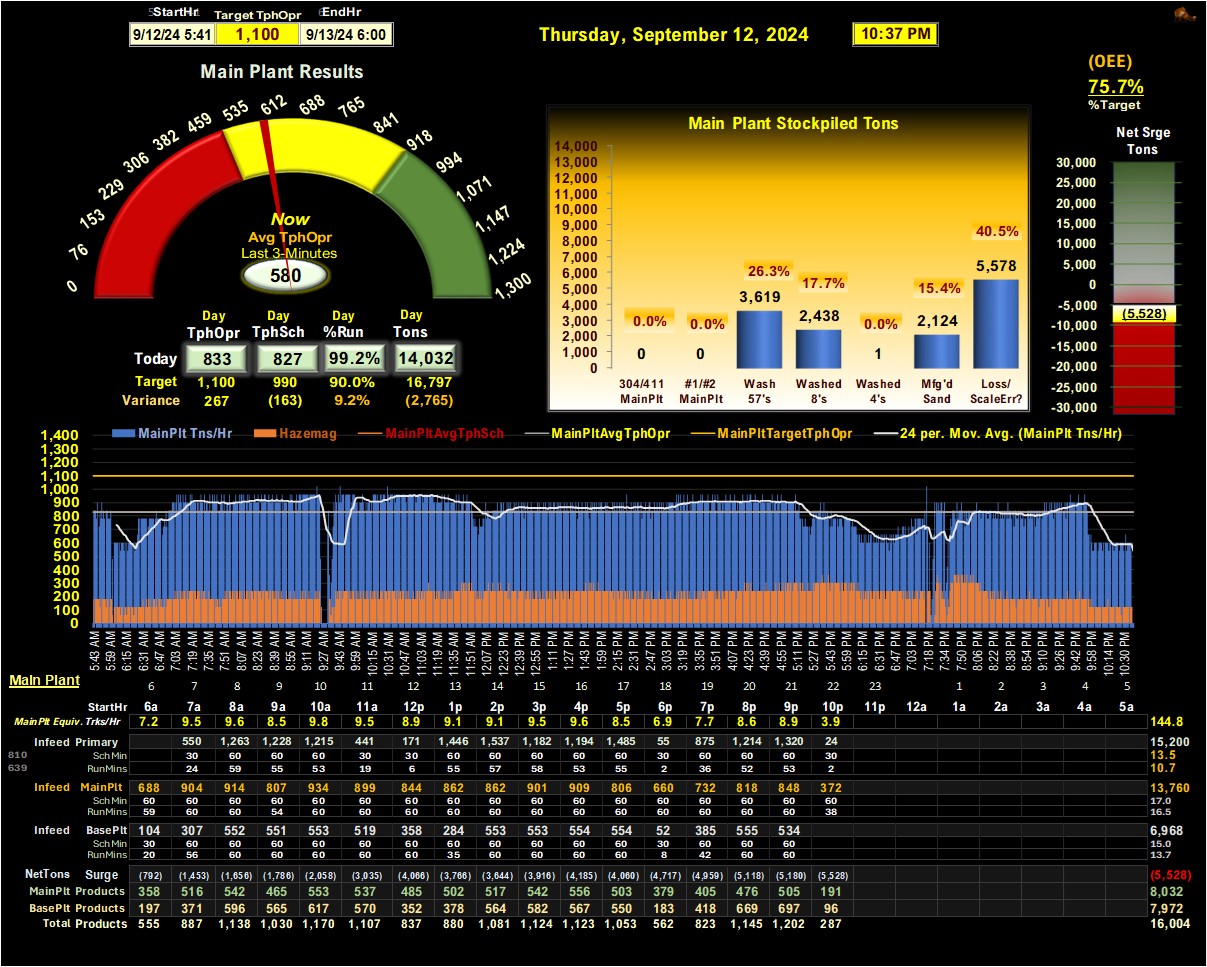 StartHr Target TphOpr EndHr
9/12/24 5:41 1,100 9/13/24 6:00
Thursday, September 12, 2024 10:37 PM
(OEE)
75.7%
%Target
Main Plant Results
0 76 153 229 306 382 459 535 612 688 765 841 918 994 1,071 1,147 1,224 1,300
Now
Avg TphOpr
Last 3-Minutes
580
Day Day Day Day
TphOpr TphSch %Run Tons
Today 833 827 99.2% 14,032
Target 1,100 990 90.0% 16,797
Variance 267 (163) 9.2% (2,765)
Main Plant Stockpiled Tons
14,000
13,000
12,000
11,000
10,000
9,000
8,000
7,000
6,000
5,000
4,000
3,000
2,000
1,000
0
0.0% 0.0% 26.3% 17.7% 0.0% 15.4% 40.5%
0 0 3,619 2,438 1 2,124 5,578
304/411 #1/#2 Wash Washed Washed Mfg'd Loss/
MainPlt MainPlt 57's 8's 4's Sand ScaleErr?
Net Srge
Tons
30,000
25,000
20,000
15,000
10,000
5,000
0
-5,000
(5,528)
-10,000
-15,000
-20,000
-25,000
-30,000
MainPlt Tns/Hr Hazemag MainPltAvgTphSch MainPltAvgTphOpr MainPltTargetTphOpr 24 per. Mov. Avg. (MainPlt Tns/Hr)
1,400
1,300
1,200
1,100
1,000
900
800
700
600
500
400
300
200
100
0
5:43 AM 5:59 AM 6:15 AM 6:31 AM 6:47 AM 7:03 AM 7:19 AM 7:35 AM 7:51 AM 8:07 AM 8:23 AM 8:39 AM 8:55 AM 9:11 AM 9:27 AM 9:43 AM 9:59 AM 10:15 AM 10:31 AM 10:47 AM 11:03 AM 11:19 AM 11:35 AM 11:51 AM 12:07 PM 12:23 PM 12:39 PM 12:55 PM 1:11 PM 1:27 PM 1:43 PM 1:59 PM 2:15 PM 2:31 PM 2:47 PM 3:03 PM 3:19 PM 3:35 PM 3:51 PM 4:07 PM 4:23 PM 4:39 PM 4:55 PM 5:11 PM 5:27 PM 5:43 PM 5:59 PM 6:15 PM 6:31 PM 6:47 PM 7:03 PM 7:18 PM 7:34 PM 7:50 PM 8:06 PM 8:22 PM 8:38 PM 8:54 PM 9:10 PM 9:26 PM 9:42 PM 9:58 PM 10:14 PM 10:30 PM
Main Plant 6 7 8 9 10 11 12 13 14 15 16 17 18 19 20 21 22 23 1 2 3 4 5
StartHr 6a 7a 8a 9a 10a 11a 12p 1p 2p 3p 4p 5p 6p 7p 8p 9p 10p 11p 12a 1a 2a 3a 4a 5a
MainPlt Equiv. Trks/Hr 7.2 9.5 9.6 8.5 9.8 9.5 8.9 9.1 9.1 9.5 9.6 8.5 6.9 7.7 8.6 8.9 3.9 144.8
Infeed Primary 550 1,263 1,228 1,215 441 171 1,446 1,537 1,182 1,194 1,485 55 875 1,214 1,320 24 15,200
810 Sch Min 30 60 60 60 30 30 60 60 60 60 60 30 60 60 60 30 13.5
639 RunMins 24 59 55 53 19 6 55 57 58 53 55 2 36 52 53 2 10.7
Infeed MainPlt 688 904 914 807 934 899 844 862 862 901 909 806 660 732 818 848 372 13,760
Sch Min 60 60 60 60 60 60 60 60 60 60 60 60 60 60 60 60 60 17.0
RunMins 59 60 60 54 60 60 60 60 60 60 60 60 60 60 60 60 38 16.5
Infeed BasePlt 104 307 552 551 553 519 358 284 553 553 554 554 52 385 555 534 6,968
Sch Min 30 60 60 60 60 60 60 60 60 60 60 60 30 60 60 60 15.0
RunMins 20 56 60 60 60 60 60 35 60 60 60 60 8 42 60 60 13.7
NetTons Surge (792) (1,453) (1,656) (1,786) (2,058) (3,035) (4,066) (3,766) (3,644) (3,916) (4,185) (4,060) (4,717) (4,959) (5,118) (5,180) (5,528) (5,528)
MainPlt Products 358 516 542 465 553 537 485 502 517 542 556 503 379 405 476 505 191 8,032
BasePlt Products 197 371 596 565 617 570 352 378 564 582 567 550 183 418 669 697 96 7,972
Total Products 555 887 1,138 1,030 1,170 1,107 837 880 1,081 1,124 1,123 1,053 562 823 1,145 1,202 287 16,004